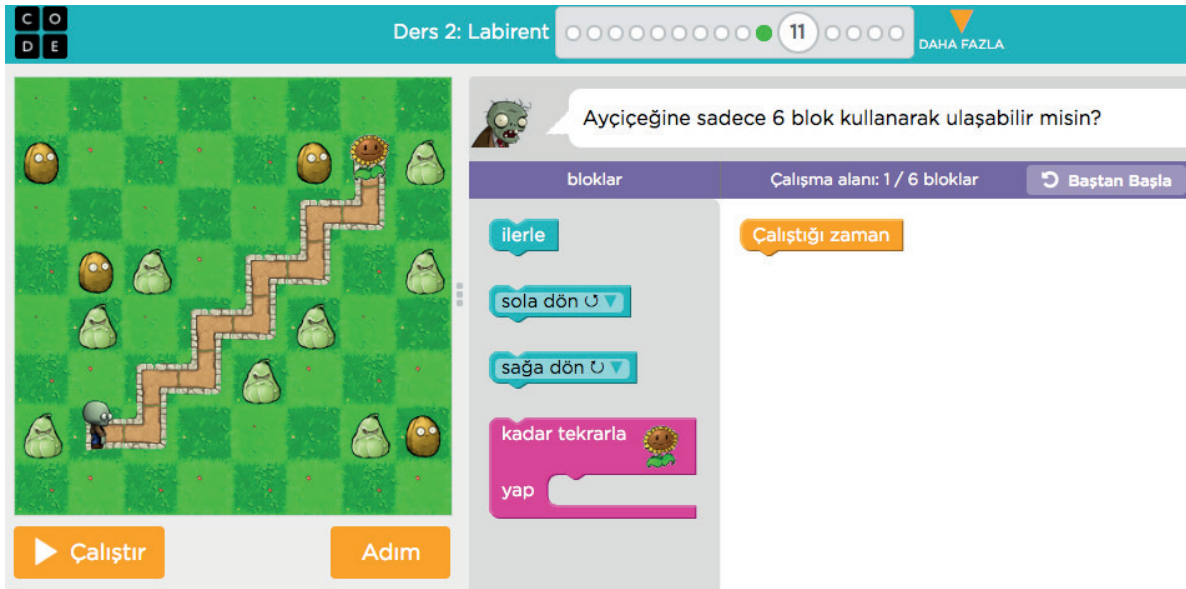 C O
D E
Ders 2: Labirent
11
DAHA FAZLA
Ayçiçeğine sadece 6 blok kullanarak ulaşabilir misin?
bloklar
Çalışma alanı: 1 / 6 bloklar
Baştan Başla
ilerle
Çalıştığı zaman
sola dön
sağa dön
kadar tekrarla
yap
Çalıştır
Adım